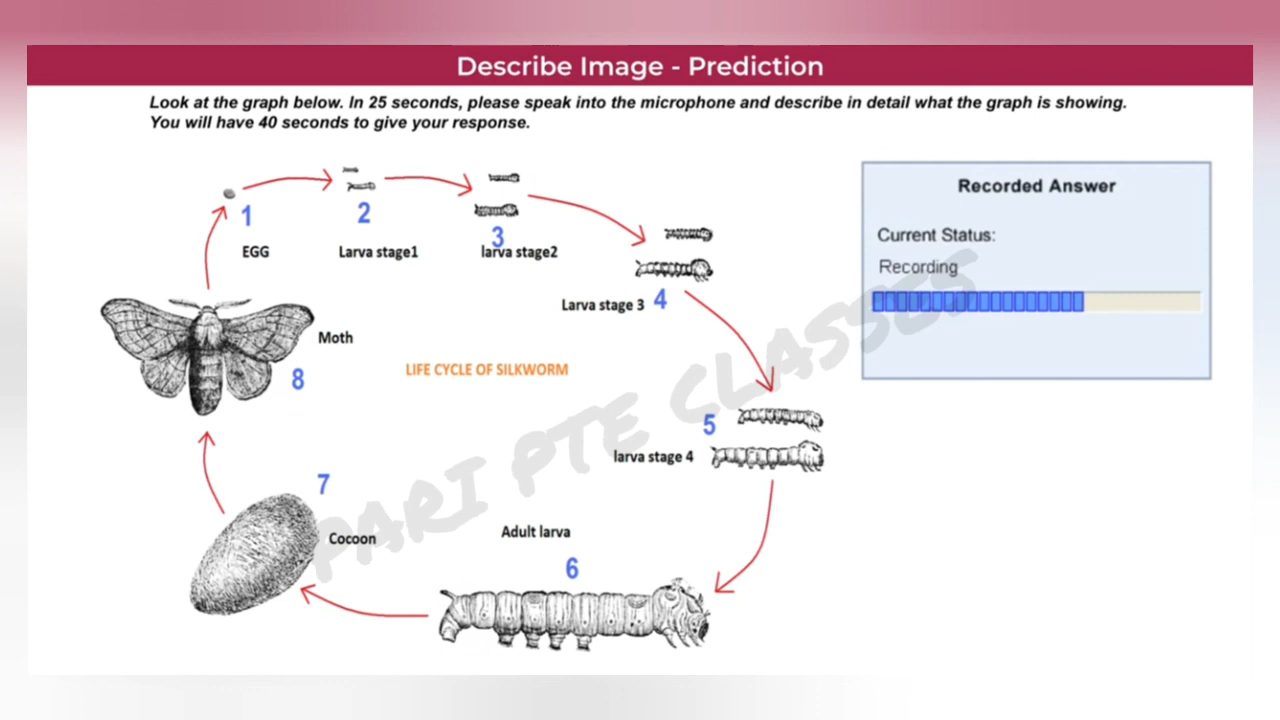 Describe Image - Prediction
Look at the graph below. In 25 seconds, please speak into the microphone and describe in detail what the graph is showing.
You will have 40 seconds to give your response.
Recorded Answer
Current Status:
Recording
1
EGG
2
Larva stage1
3
larva stage2
Larva stage 3 4
5
larva stage 4
Adult larva
6
7
Cocoon
Moth
8
LIFE CYCLE OF SILKWORM
PARI PTE CLASSES